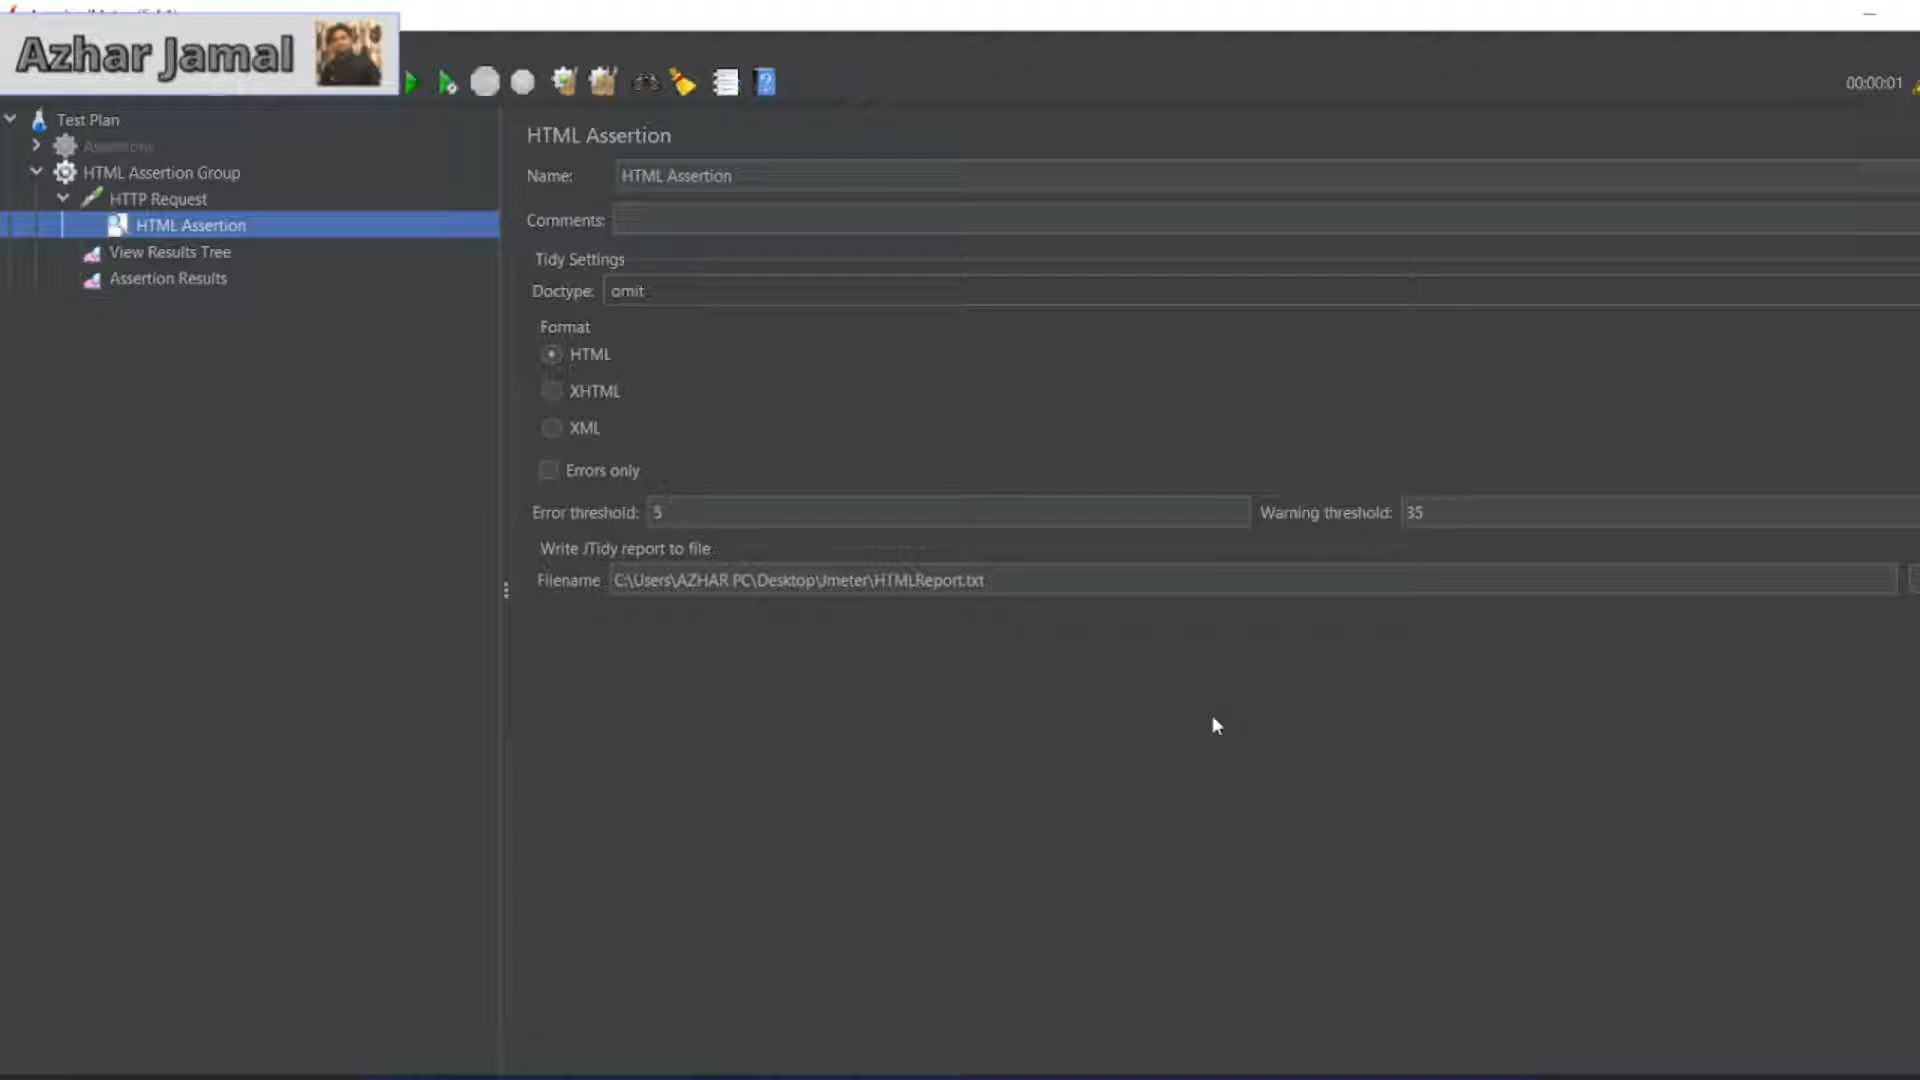 Azhar Jamal
00:00:01
Test Plan
Assertions
HTML Assertion Group
HTTP Request
HTML Assertion
View Results Tree
Assertion Results
HTML Assertion
Name: HTML Assertion
Comments:
Tidy Settings
Doctype: omit
Format
HTML
XHTML
XML
Errors only
Error threshold: 5 Warning threshold: 35
Write JTidy report to file
Filename C:\Users\AZHAR PC\Desktop\Jmeter\HTMLReport.txt